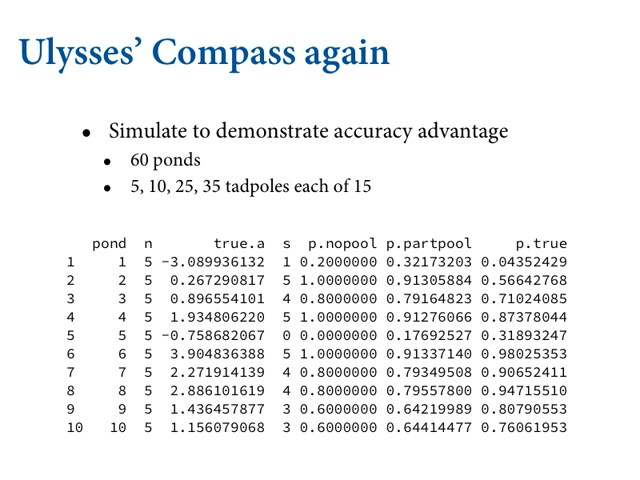 Ulysses’ Compass again
• Simulate to demonstrate accuracy advantage
• 60 ponds
• 5, 10, 25, 35 tadpoles each of 15
pond n true.a s p.nopool p.partpool p.true
1 1 5 −3.089936132 1 0.2000000 0.32173203 0.04352429
2 2 5 0.267290817 5 1.0000000 0.91305884 0.56642768
3 3 5 0.896554101 4 0.8000000 0.79164823 0.71024085
4 4 5 1.934806220 5 1.0000000 0.91276066 0.87378044
5 5 5 −0.758682067 0 0.0000000 0.17692527 0.31893247
6 6 5 3.904836388 5 1.0000000 0.91337140 0.98025353
7 7 5 2.271914139 4 0.8000000 0.79349508 0.90652411
8 8 5 2.886101619 4 0.8000000 0.79557800 0.94715510
9 9 5 1.436457877 3 0.6000000 0.64219989 0.80790553
10 10 5 1.156079068 3 0.6000000 0.64414477 0.76061953